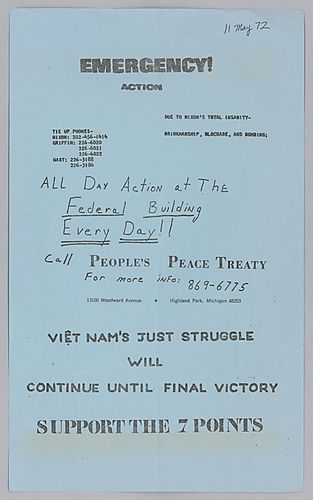 11 May 72
EMERGENCY!
ACTION
DUE TO NIXON'S TOTAL INSANITY-
BRINKMANSHIP, BLOCKADE, AND BOMBING;
TIE UP PHONES-
NIXON: 202-456-1414
GRIFFIN: 226-6020
226-6021
226-6022
HART: 226-3188
226-3184
ALL Day Action at The
Federal Building
Every Day!!
Call PEOPLE'S PEACE TREATY
For more info: 869-6775
13100 Woodward Avenue • Highland Park, Michigan 48203
VIỆT NAM'S JUST STRUGGLE
WILL
CONTINUE UNTIL FINAL VICTORY
SUPPORT THE 7 POINTS